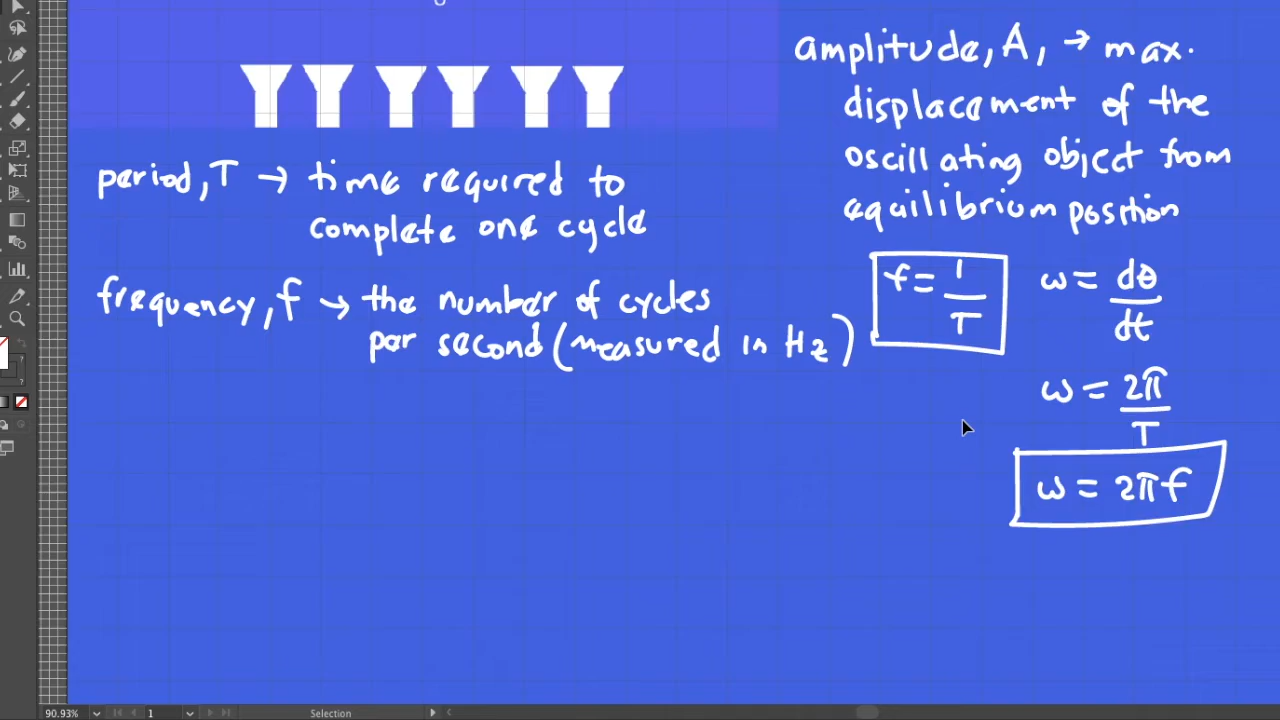 amplitude, A, → max.
displacement of the
oscillating object from
equilibrium position
period, T → time required to
complete one cycle
frequency, f → the number of cycles
per second (measured in Hz)
f = 1/T
ω = dθ/dt
ω = 2π/T
ω = 2πf
90.93%
1
Selection